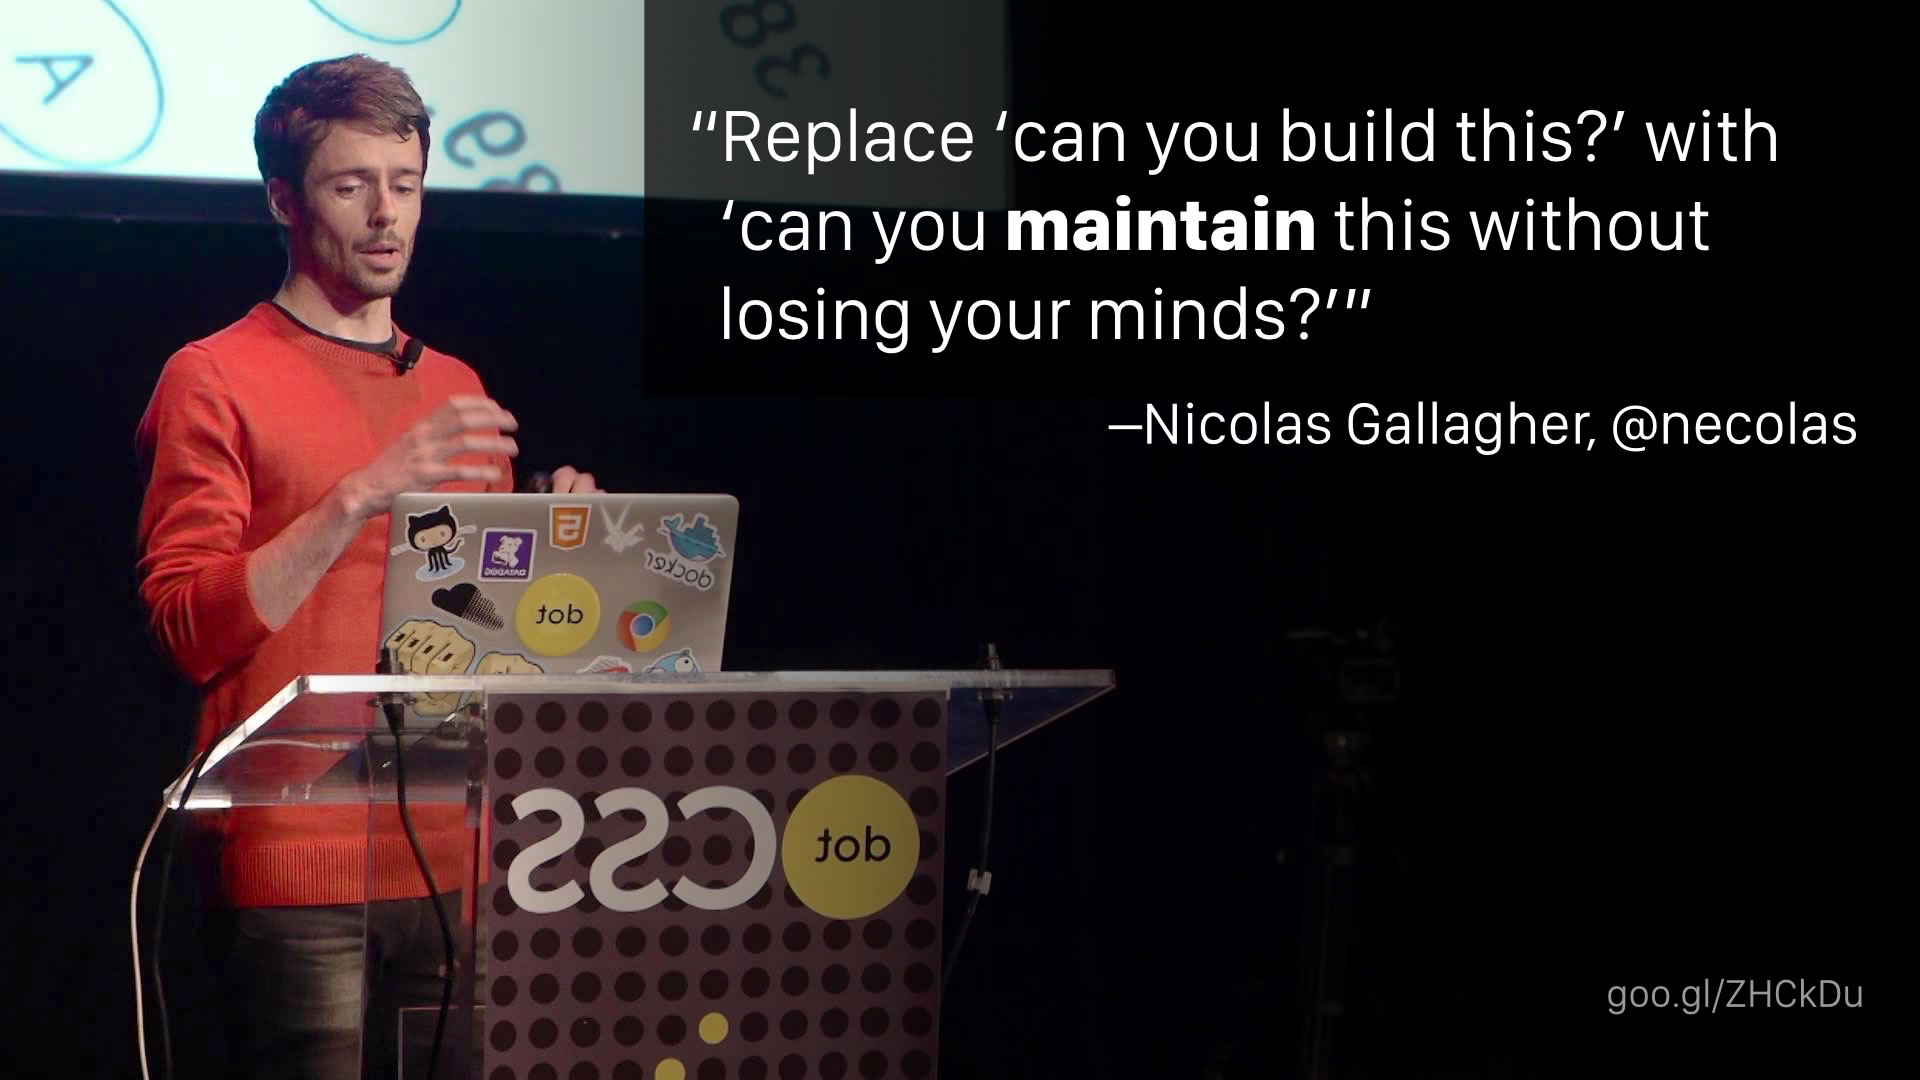 “Replace ‘can you build this?’ with
‘can you maintain this without
losing your minds?’”
–Nicolas Gallagher, @necolas
A
docker
DATADOG
dot
dotCSS
goo.gl/ZHCkDu